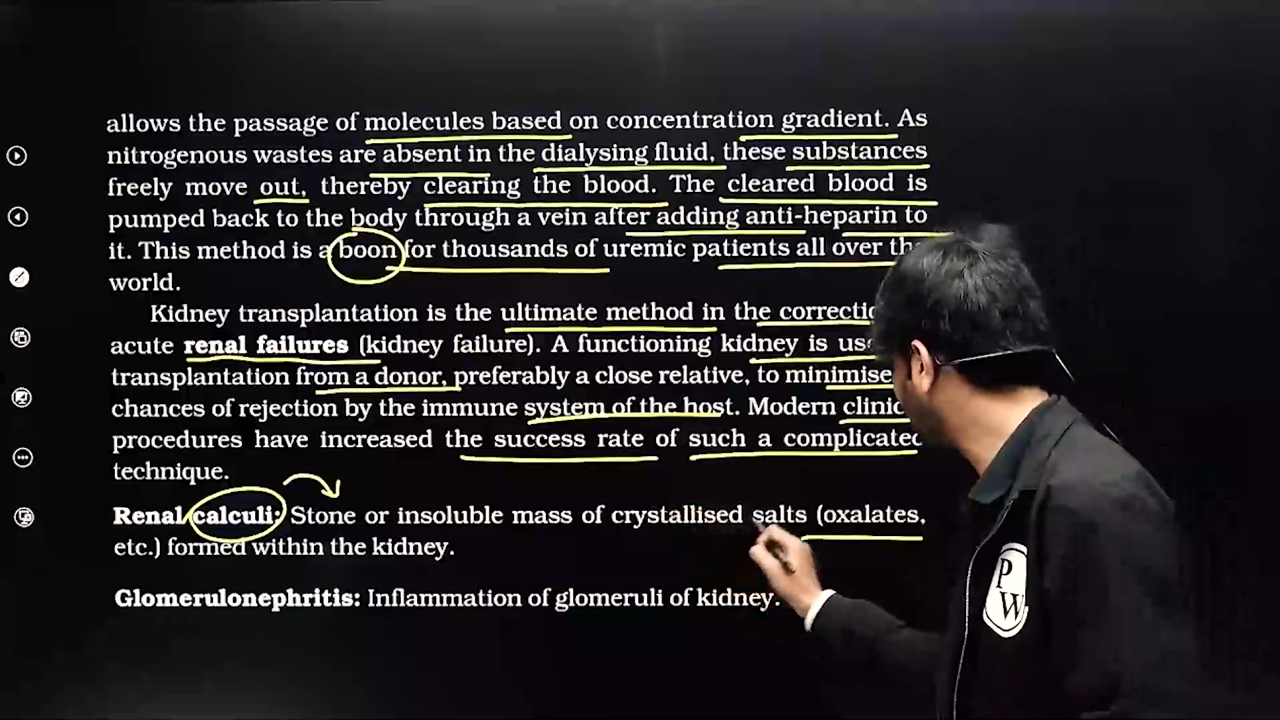 allows the passage of molecules based on concentration gradient. As
nitrogenous wastes are absent in the dialysing fluid, these substances
freely move out, thereby clearing the blood. The cleared blood is
pumped back to the body through a vein after adding anti-heparin to
it. This method is a boon for thousands of uremic patients all over
world.
Kidney transplantation is the ultimate method in the
acute renal failures (kidney failure). A functioning kidney is
transplantation from a donor, preferably a close relative, to minimise
chances of rejection by the immune system of the host. Modern
procedures have increased the success rate of such a complicated
technique.
Renal calculi: Stone or insoluble mass of crystallised salts (oxalates,
etc.) formed within the kidney.
Glomerulonephritis: Inflammation of glomeruli of kidney.
P
W